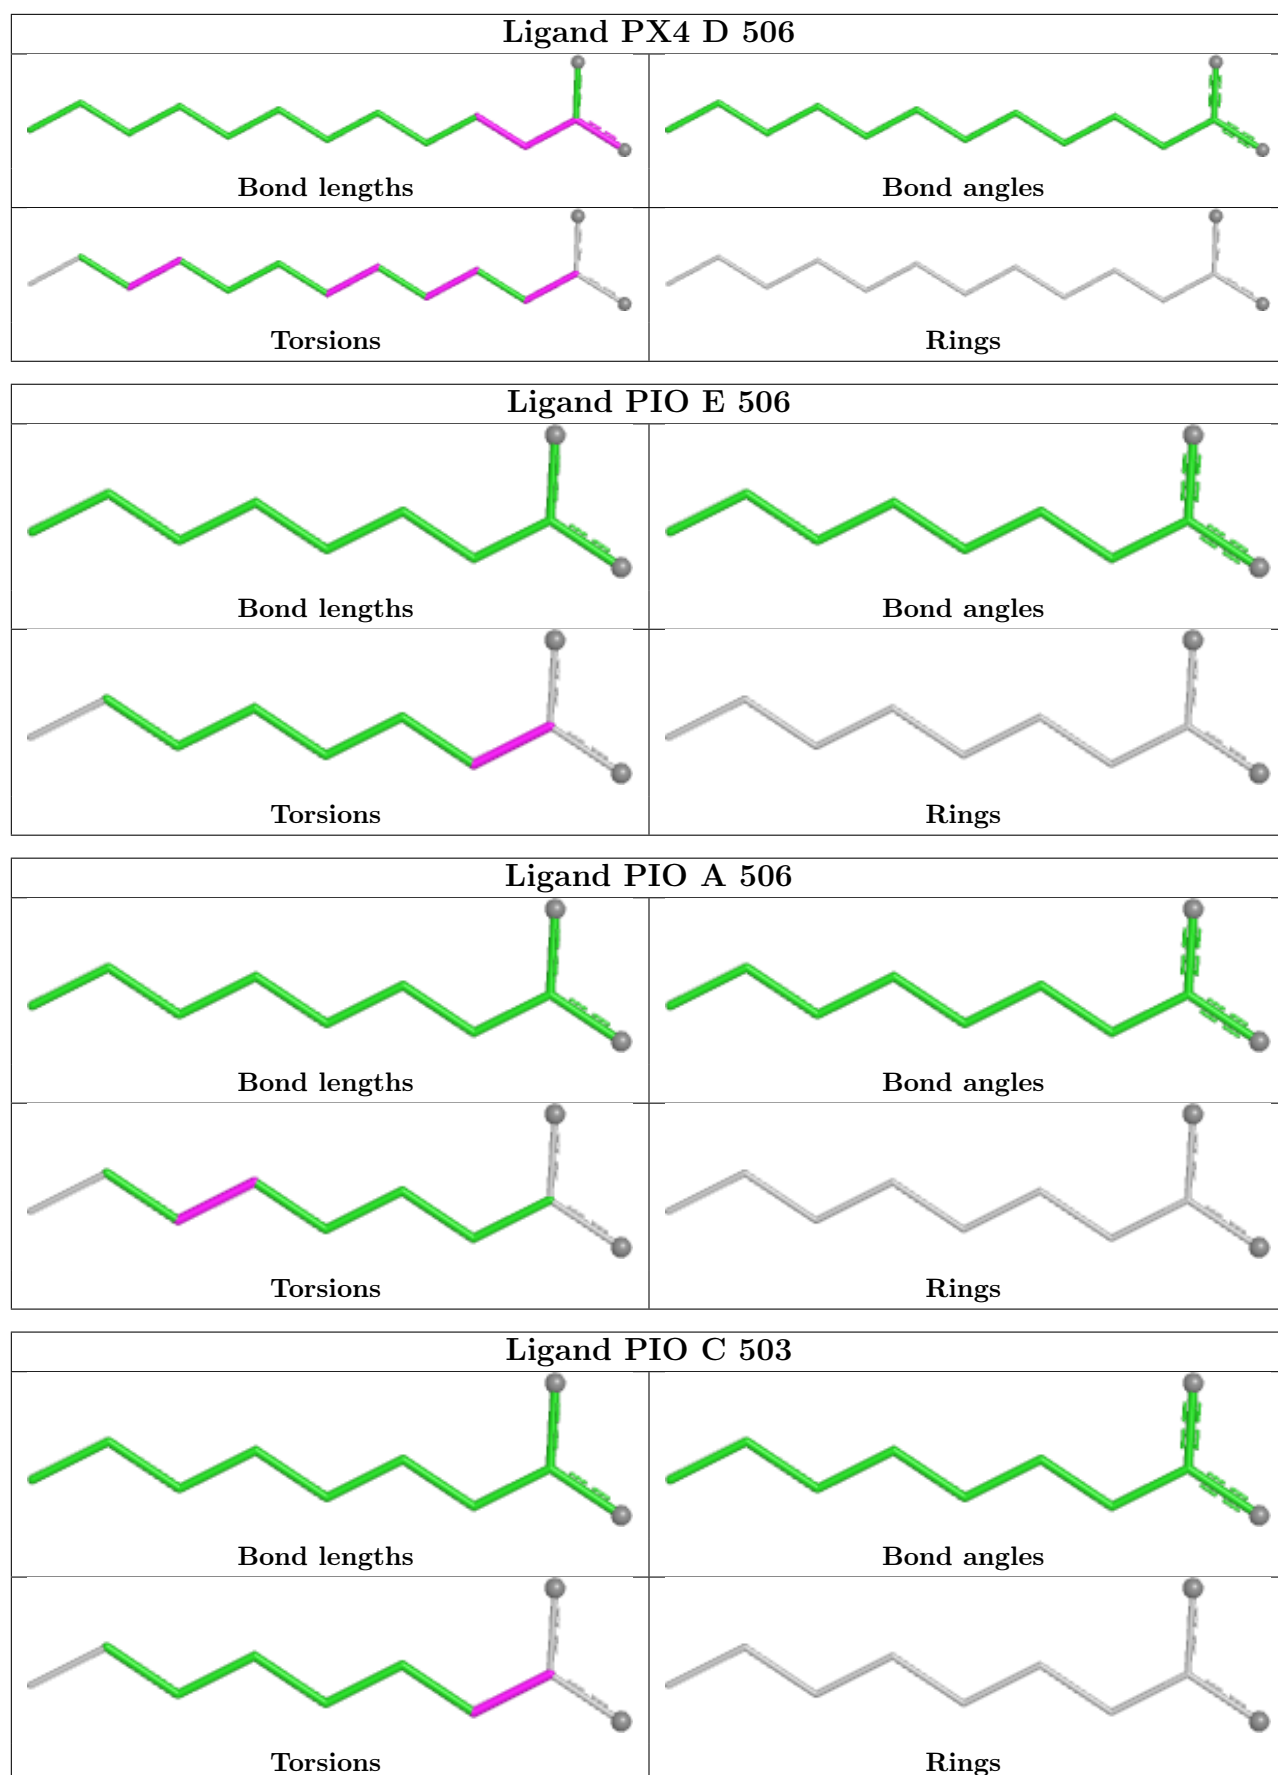 Ligand PX4 D 506
Bond lengths
Bond angles
Torsions
Rings
Ligand PIO E 506
Bond lengths
Bond angles
Torsions
Rings
Ligand PIO A 506
Bond lengths
Bond angles
Torsions
Rings
Ligand PIO C 503
Bond lengths
Bond angles
Torsions
Rings